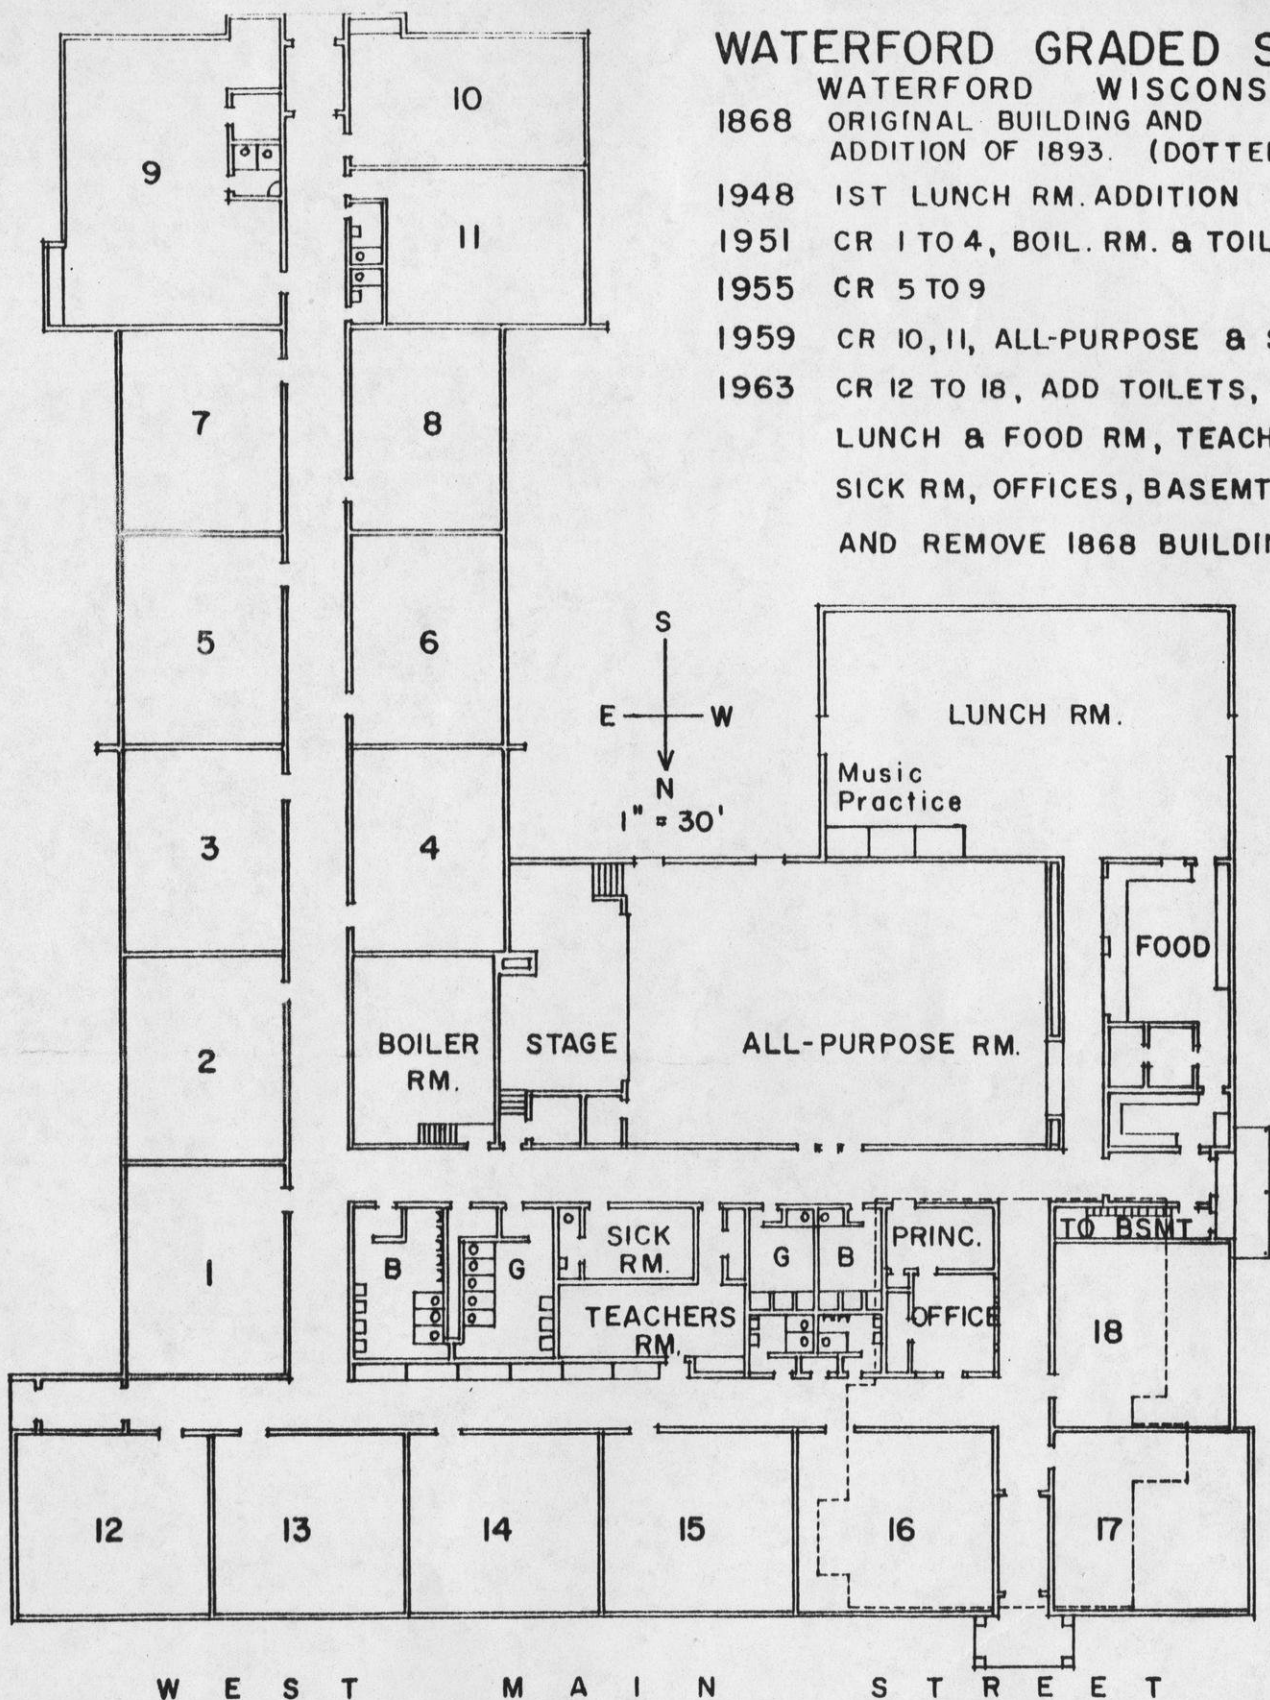 WATERFORD GRADED S
WATERFORD WISCONS
1868 ORIGINAL BUILDING AND
ADDITION OF 1893. (DOTTE
1948 1ST LUNCH RM. ADDITION
1951 CR 1 TO 4, BOIL. RM. & TOIL
1955 CR 5 TO 9
1959 CR 10, 11, ALL-PURPOSE & S
1963 CR 12 TO 18, ADD TOILETS,
LUNCH & FOOD RM, TEACH
SICK RM, OFFICES, BASEMT
AND REMOVE 1868 BUILDIN
10
9
11
7
8
5
6
S
E W
N
1" = 30'
LUNCH RM.
Music
Practice
3
4
FOOD
2
BOILER
RM.
STAGE
ALL-PURPOSE RM.
1
B
G
SICK
RM.
TEACHERS
RM.
G
B
PRINC.
OFFICE
TO BSMT
18
12
13
14
15
16
17
WEST MAIN STREET